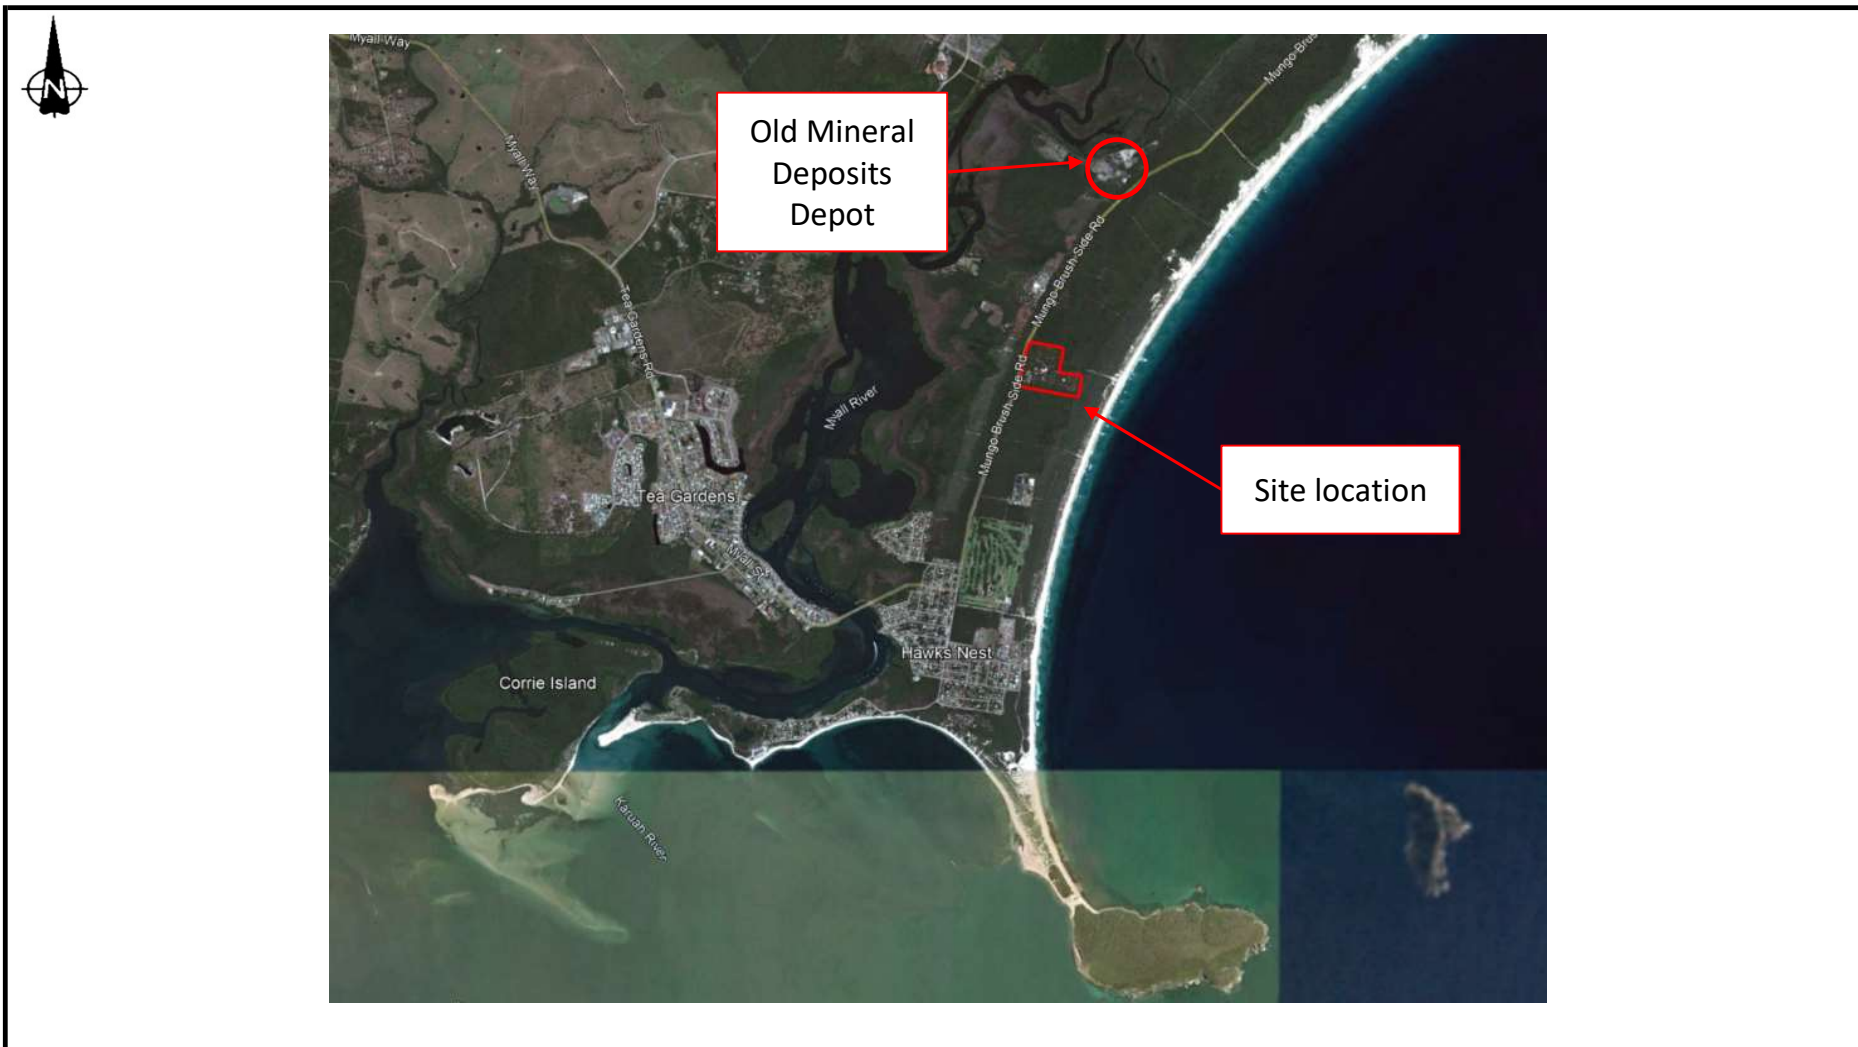 N
Myall Way
Mungo-Brus
Old Mineral
Deposits
Depot
Myall-Way
Mungo-Brush-Side-Rd
Tea-Gardens-Rd
Mungo-Brush-Side-Rd
Myall River
Site location
Tea Gardens
Myall St
Hawks Nest
Corrie Island
Karuah River